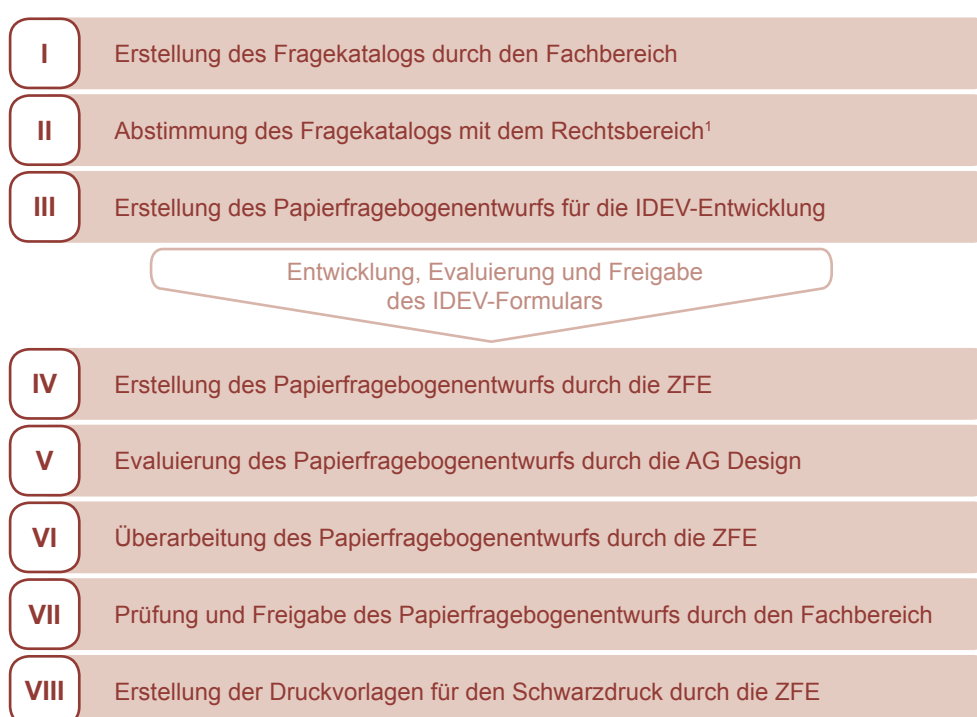 I Erstellung des Fragekatalogs durch den Fachbereich
II Abstimmung des Fragekatalogs mit dem Rechtsbereich¹
III Erstellung des Papierfragebogenentwurfs für die IDEV-Entwicklung
Entwicklung, Evaluierung und Freigabe
des IDEV-Formulars
IV Erstellung des Papierfragebogenentwurfs durch die ZFE
V Evaluierung des Papierfragebogenentwurfs durch die AG Design
VI Überarbeitung des Papierfragebogenentwurfs durch die ZFE
VII Prüfung und Freigabe des Papierfragebogenentwurfs durch den Fachbereich
VIII Erstellung der Druckvorlagen für den Schwarzdruck durch die ZFE